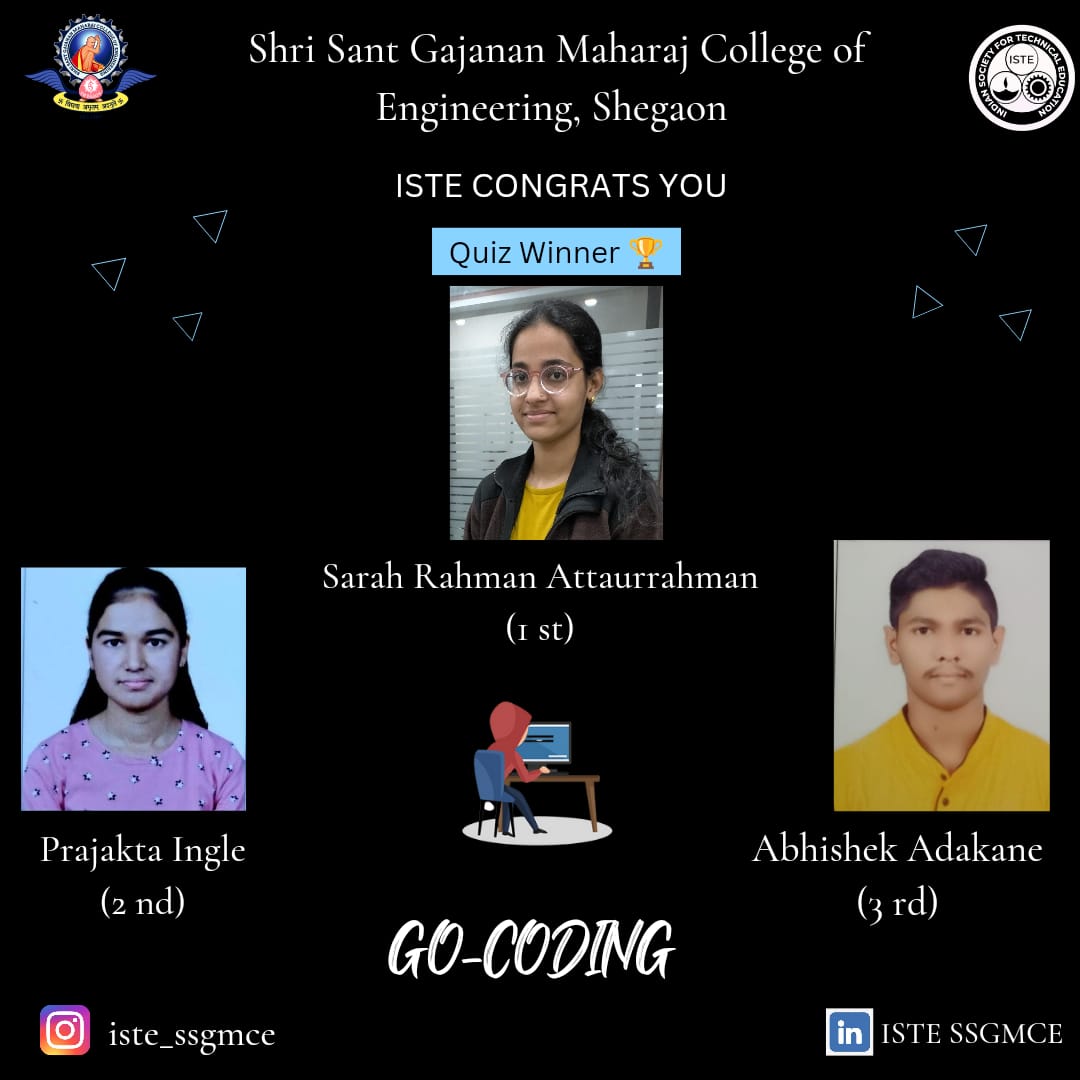 Shri Sant Gajanan Maharaj College of
Engineering, Shegaon
ISTE
INDIAN SOCIETY FOR TECHNICAL EDUCATION
ISTE CONGRATS YOU
Quiz Winner 🏆
Sarah Rahman Attaurrahman
(1 st)
Prajakta Ingle
(2 nd)
Abhishek Adakane
(3 rd)
GO-CODING
iste_ssgmce
in ISTE SSGMCE